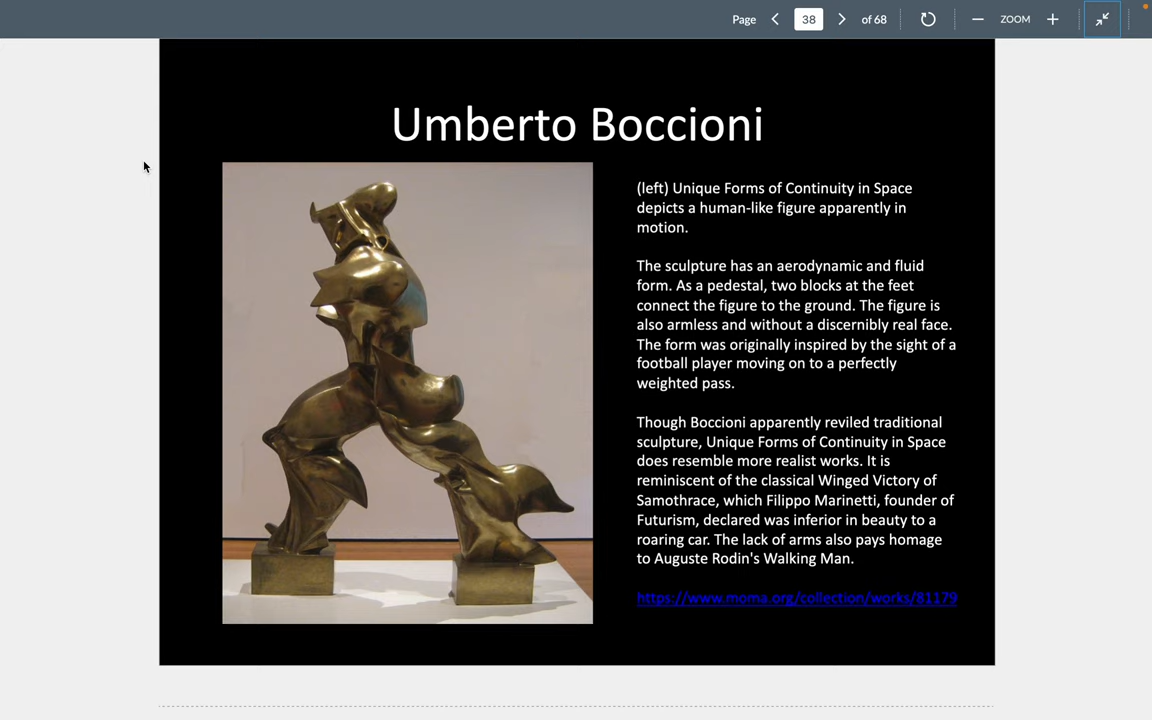 Page 38 of 68 ZOOM
Umberto Boccioni
(left) Unique Forms of Continuity in Space
depicts a human-like figure apparently in
motion.
The sculpture has an aerodynamic and fluid
form. As a pedestal, two blocks at the feet
connect the figure to the ground. The figure is
also armless and without a discernibly real face.
The form was originally inspired by the sight of a
football player moving on to a perfectly
weighted pass.
Though Boccioni apparently reviled traditional
sculpture, Unique Forms of Continuity in Space
does resemble more realist works. It is
reminiscent of the classical Winged Victory of
Samothrace, which Filippo Marinetti, founder of
Futurism, declared was inferior in beauty to a
roaring car. The lack of arms also pays homage
to Auguste Rodin's Walking Man.
https://www.moma.org/collection/works/81179